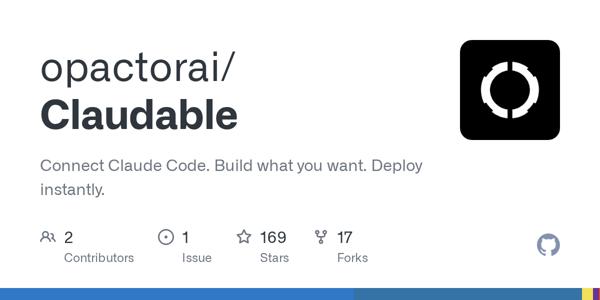 opactorai/
Claudable
Connect Claude Code. Build what you want. Deploy
instantly.
2 1 169 17
Contributors Issue Stars Forks